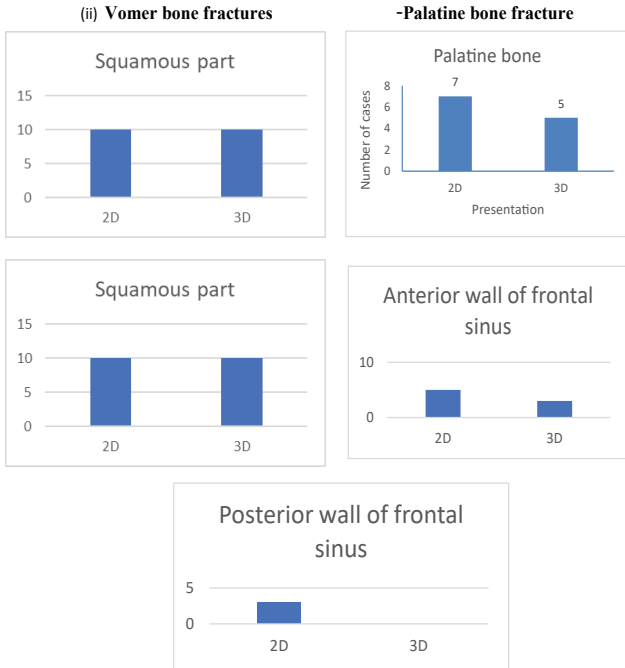 (ii) Vomer bone fractures
-Palatine bone fracture
Squamous part
15
10
5
0
2D 3D
Palatine bone
Number of cases
8
6
4
2
0
7
5
2D 3D
Presentation
Squamous part
15
10
5
0
2D 3D
Anterior wall of frontal
sinus
10
0
2D 3D
Posterior wall of frontal
sinus
5
0
2D 3D